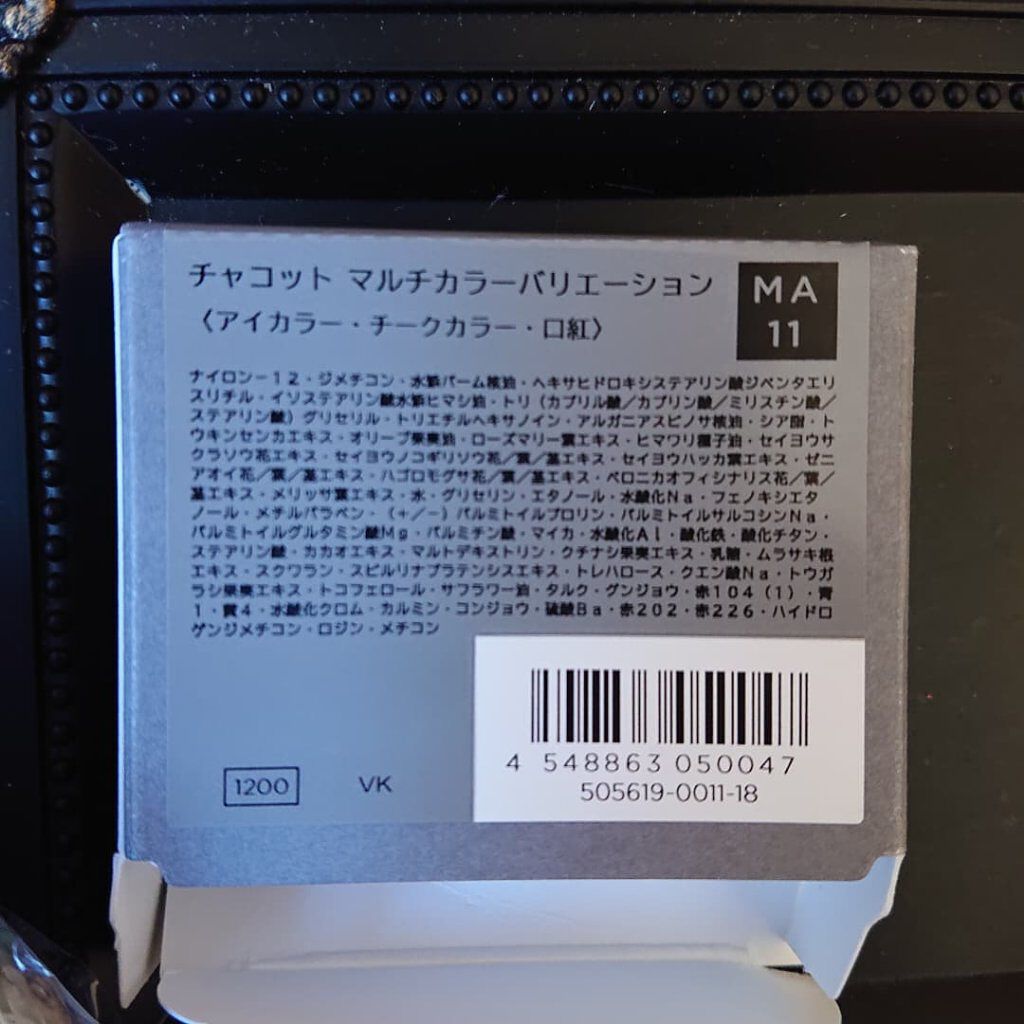 チャコット マルチカラーバリエーション
〈アイカラー・チークカラー・口紅〉
MA
11
ナイロン−12・ジメチコン・水添パーム核油・ヘキサヒドロキシステアリン酸ジペンタエリ
スリチル・イソステアリン酸水添ヒマシ油・トリ（カプリル酸／カプリン酸／ミリスチン酸／
ステアリン酸）グリセリル・トリエチルヘキサノイン・アルガニアスピノサ核油・シア脂・ト
ウキンセンカエキス・オリーブ果実油・ローズマリー葉エキス・ヒマワリ種子油・セイヨウサ
クラソウ花エキス・セイヨウノコギリソウ花／葉／茎エキス・セイヨウハッカ葉エキス・ゼニ
アオイ花／葉／茎エキス・ハゴロモグサ花／葉／茎エキス・ベロニカオフィシナリス花／葉／
茎エキス・メリッサ葉エキス・水・グリセリン・エタノール・水酸化Na・フェノキシエタ
ノール・メチルパラベン・（+／−）パルミトイルプロリン・パルミトイルサルコシンNa・
パルミトイルグルタミン酸Mg・パルミチン酸・マイカ・水酸化Al・酸化鉄・酸化チタン・
ステアリン酸・カカオエキス・マルトデキストリン・クチナシ果実エキス・乳酸・ムラサキ根
エキス・スクワラン・スピルリナプラテンシスエキス・トレハロース・クエン酸Na・トウガ
ラシ果実エキス・トコフェロール・サフラワー油・タルク・グンジョウ・赤104（1）・青
1・黄4・水酸化クロム・カルミン・コンジョウ・硫酸Ba・赤202・赤226・ハイドロ
ゲンジメチコン・ロジン・メチコン
4 548863 050047
505619-0011-18
1200 VK